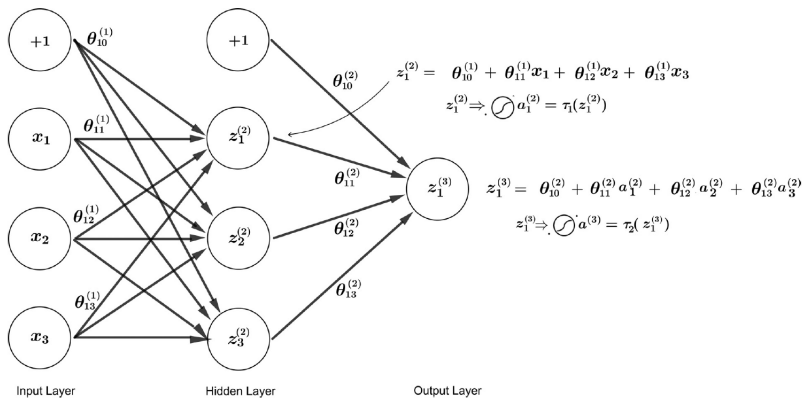 +1 θ₁₀⁽¹⁾ +1
θ₁₀⁽²⁾ z₁⁽²⁾ = θ₁₀⁽¹⁾ + θ₁₁⁽¹⁾x₁ + θ₁₂⁽¹⁾x₂ + θ₁₃⁽¹⁾x₃
z₁⁽²⁾ ⇒ a₁⁽²⁾ = τ₁(z₁⁽²⁾)
x₁ θ₁₁⁽¹⁾ z₁⁽²⁾
θ₁₁⁽²⁾
z₁⁽³⁾ z₁⁽³⁾ = θ₁₀⁽²⁾ + θ₁₁⁽²⁾a₁⁽²⁾ + θ₁₂⁽²⁾a₂⁽²⁾ + θ₁₃⁽²⁾a₃⁽²⁾
z₁⁽³⁾ ⇒ a⁽³⁾ = τ₂(z₁⁽³⁾)
x₂ θ₁₂⁽¹⁾ z₂⁽²⁾ θ₁₂⁽²⁾
θ₁₃⁽²⁾
x₃ θ₁₃⁽¹⁾ z₃⁽²⁾
Input Layer Hidden Layer Output Layer